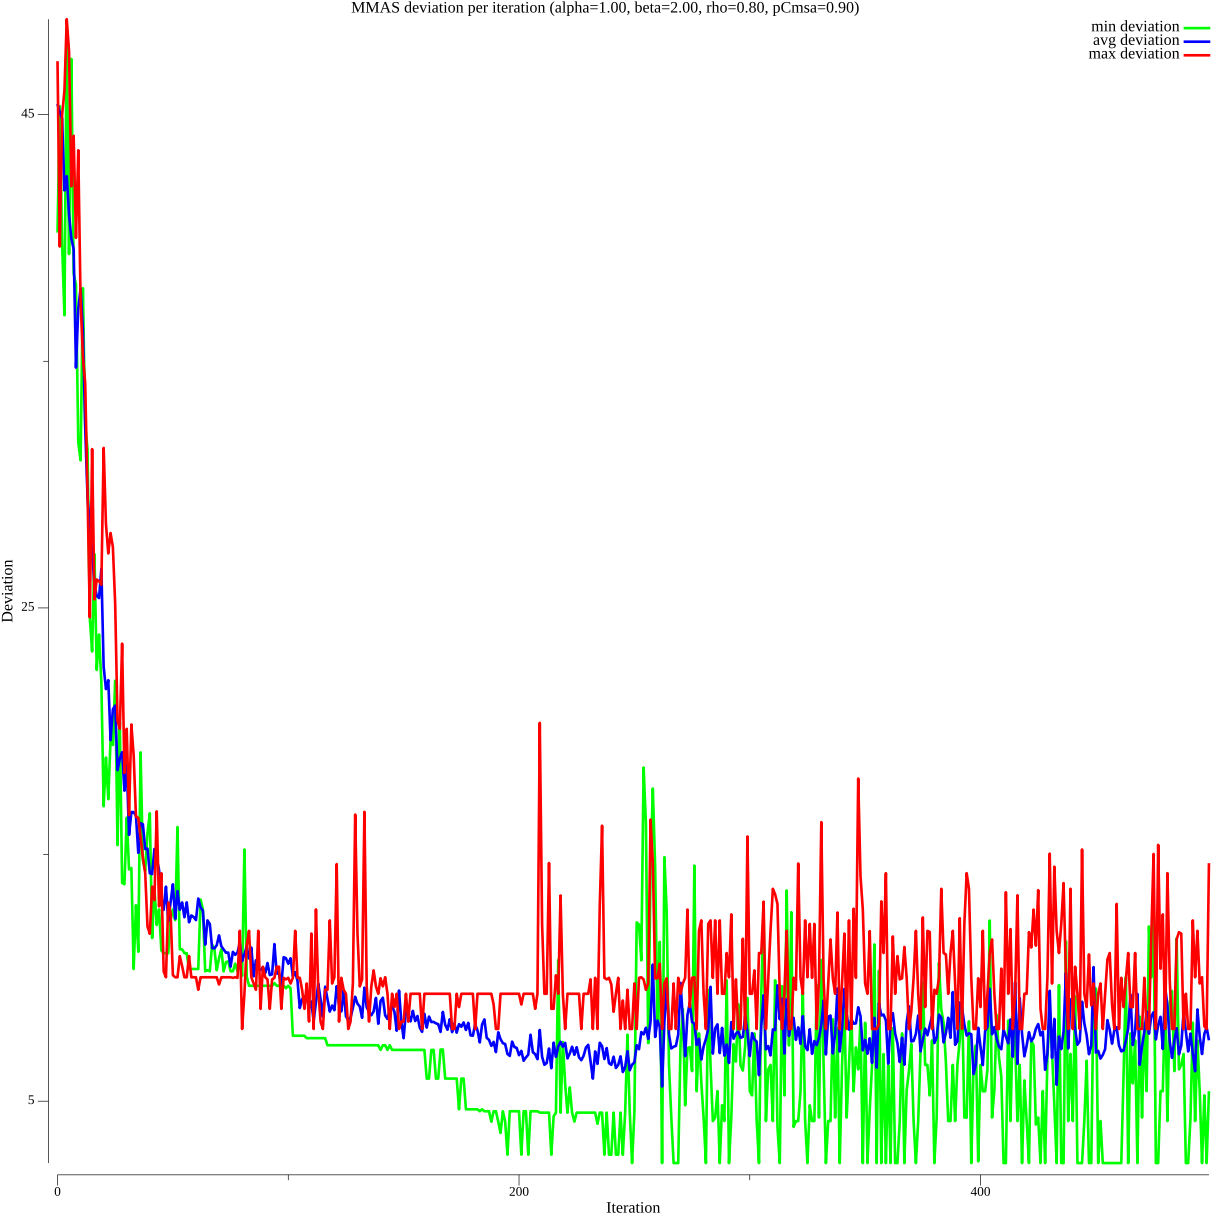 MMAS deviation per iteration (alpha=1.00, beta=2.00, rho=0.80, pCmsa=0.90)
min deviation
avg deviation
max deviation
45
25
5
Deviation
0
200
400
Iteration